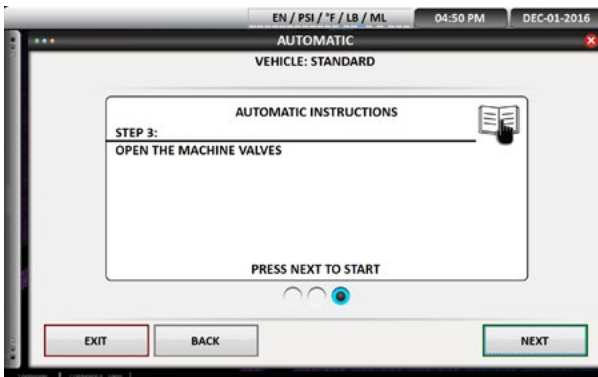 EN / PSI / °F / LB / ML 04:50 PM DEC-01-2016
AUTOMATIC
VEHICLE: STANDARD
AUTOMATIC INSTRUCTIONS
STEP 3:
OPEN THE MACHINE VALVES
PRESS NEXT TO START
EXIT BACK NEXT